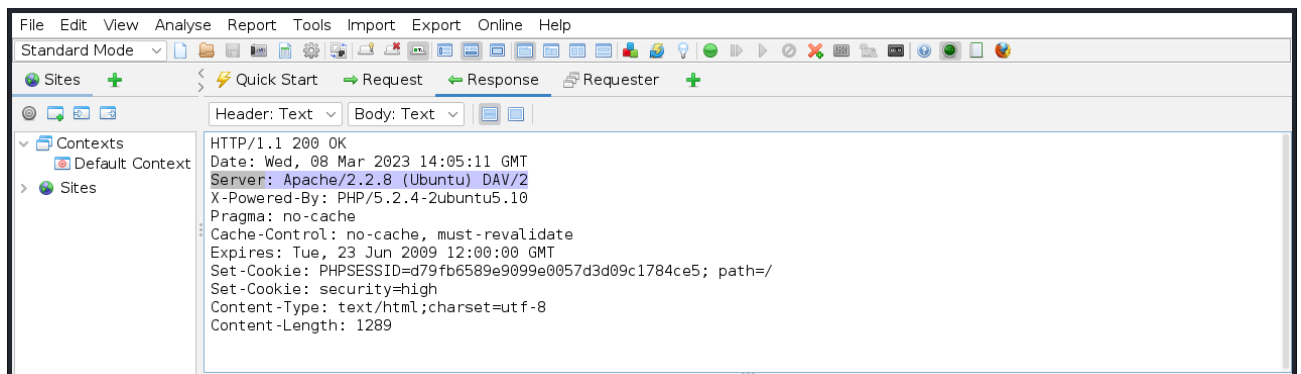 File Edit View Analyse Report Tools Import Export Online Help
Standard Mode
Sites
Quick Start Request Response Requester
Header: Text Body: Text
Contexts
Default Context
Sites
HTTP/1.1 200 OK
Date: Wed, 08 Mar 2023 14:05:11 GMT
Server: Apache/2.2.8 (Ubuntu) DAV/2
X-Powered-By: PHP/5.2.4-2ubuntu5.10
Pragma: no-cache
Cache-Control: no-cache, must-revalidate
Expires: Tue, 23 Jun 2009 12:00:00 GMT
Set-Cookie: PHPSESSID=d79fb6589e9099e0057d3d09c1784ce5; path=/
Set-Cookie: security=high
Content-Type: text/html;charset=utf-8
Content-Length: 1289